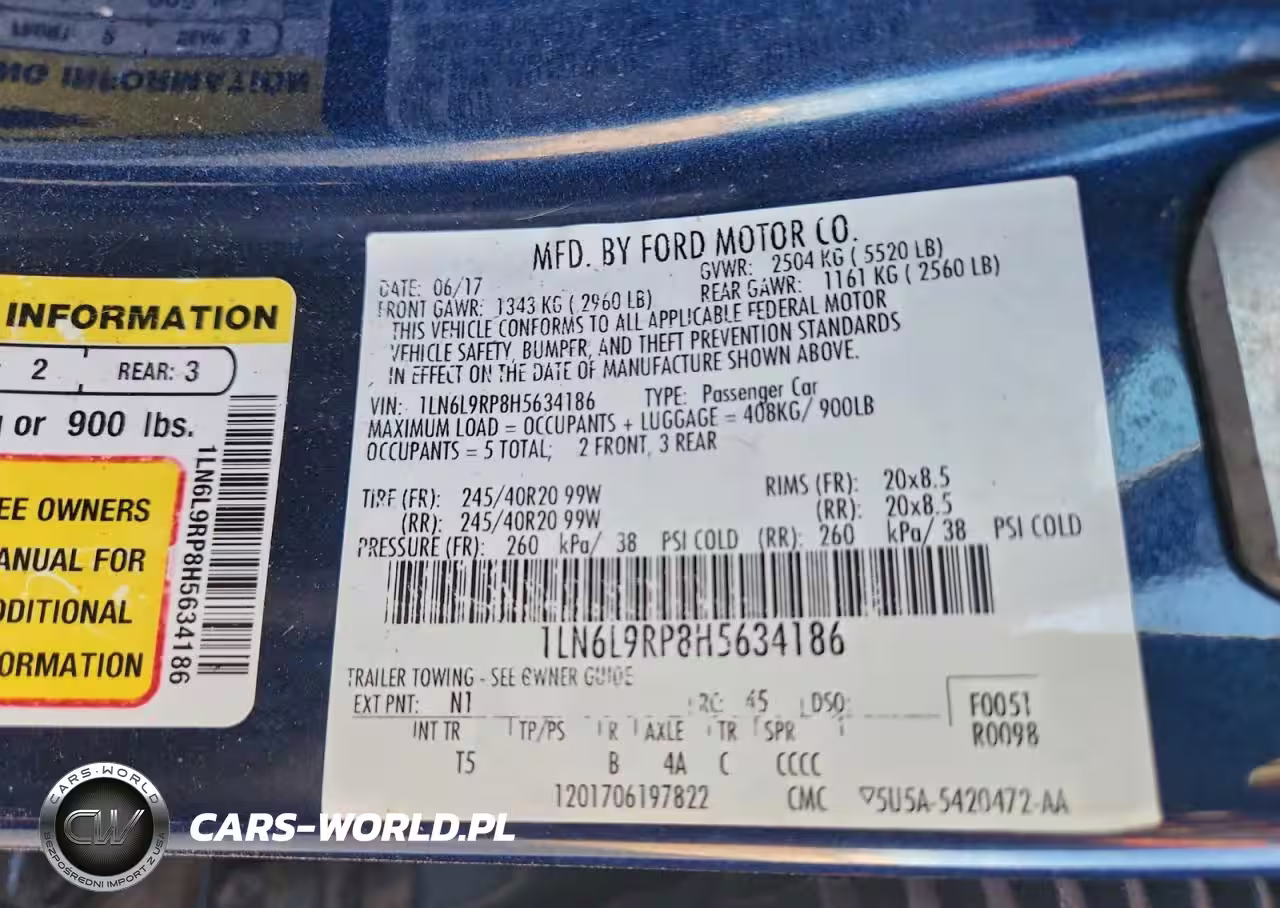 INFORMATION
2 REAR: 3
or 900 lbs.
EE OWNERS
ANUAL FOR
DDITIONAL
ORMATION
1LN6L9RP8H5634186
MFD. BY FORD MOTOR CO.
DATE: 06/17 GVWR: 2504 KG ( 5520 LB)
FRONT GAWR: 1343 KG ( 2960 LB) REAR GAWR: 1161 KG ( 2560 LB)
THIS VEHICLE CONFORMS TO ALL APPLICABLE FEDERAL MOTOR
VEHICLE SAFETY, BUMPER, AND THEFT PREVENTION STANDARDS
IN EFFECT ON THE DATE OF MANUFACTURE SHOWN ABOVE.
VIN: 1LN6L9RP8H5634186 TYPE: Passenger Car
MAXIMUM LOAD = OCCUPANTS + LUGGAGE = 408KG/ 900LB
OCCUPANTS = 5 TOTAL; 2 FRONT, 3 REAR
TIRE (FR): 245/40R20 99W RIMS (FR): 20x8.5
(RR): 245/40R20 99W (RR): 20x8.5
PRESSURE (FR): 260 kPa/ 38 PSI COLD (RR): 260 kPa/ 38 PSI COLD
1LN6L9RP8H5634186
TRAILER TOWING - SEE OWNER GUIDE
EXT PNT: N1 RC: 45 DSO: F0051
INT TR TP/PS R AXLE TR SPR R0098
T5 B 4A C CCCC
1201706197822 CMC 5U5A-5420472-AA
CARS-WORLD
CW
BEZPOŚREDNI IMPORT Z USA
CARS-WORLD.PL